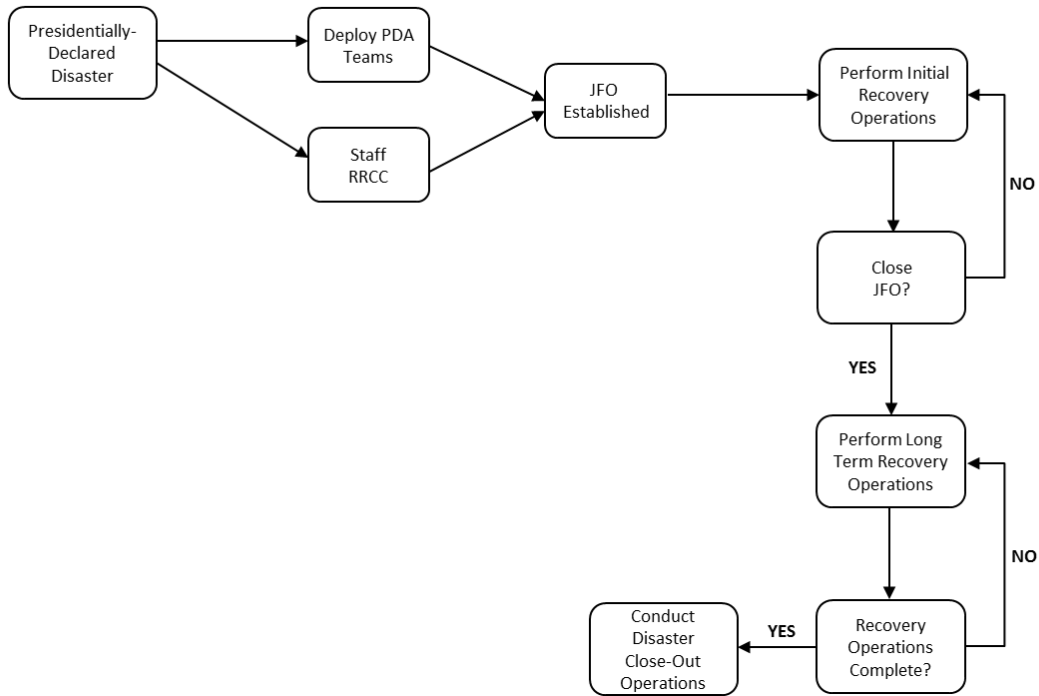 Presidentially-
Declared
Disaster
Deploy PDA
Teams
Staff
RRCC
JFO
Established
Perform Initial
Recovery
Operations
NO
Close
JFO?
YES
Perform Long
Term Recovery
Operations
NO
Recovery
Operations
Complete?
YES
Conduct
Disaster
Close-Out
Operations